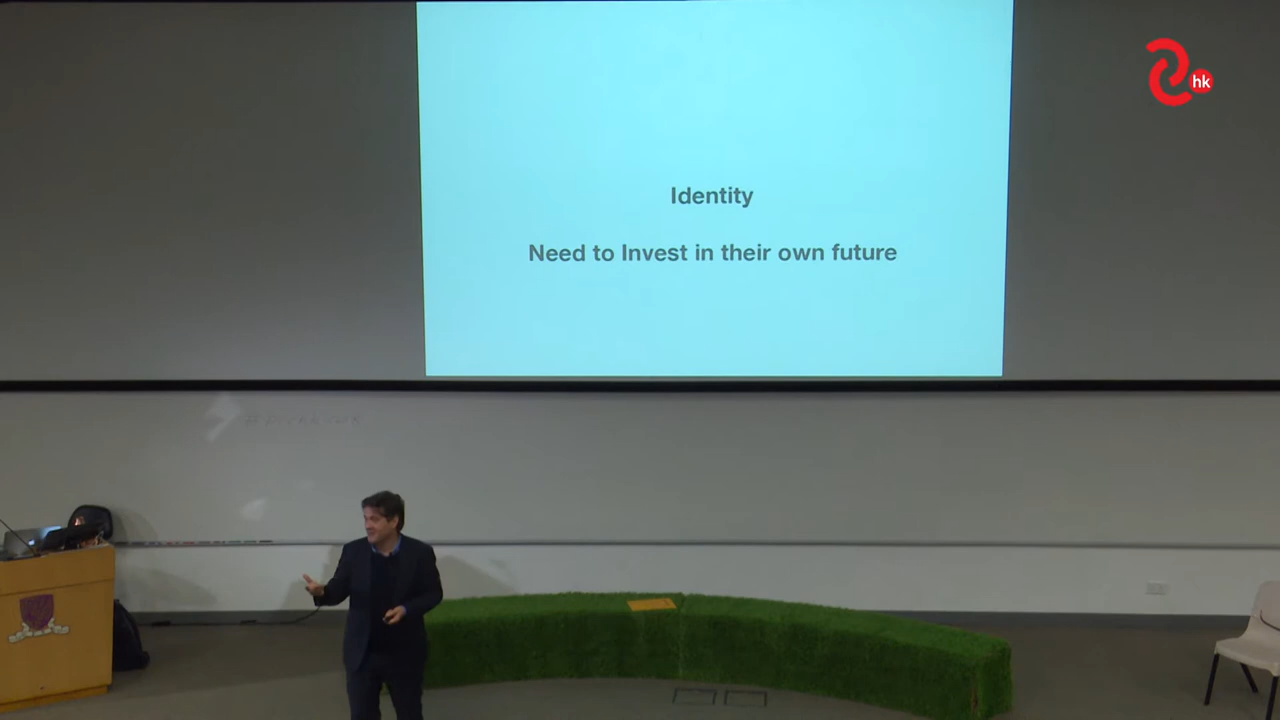 hk
Identity
Need to Invest in their own future